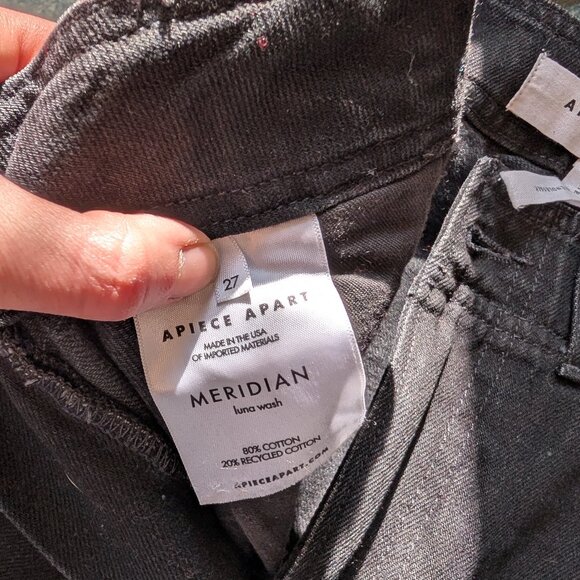 27
APIECE APART
MADE IN THE USA
OF IMPORTED MATERIALS
MERIDIAN
luna wash
80% COTTON
20% RECYCLED COTTON
APIECEAPART.COM
A